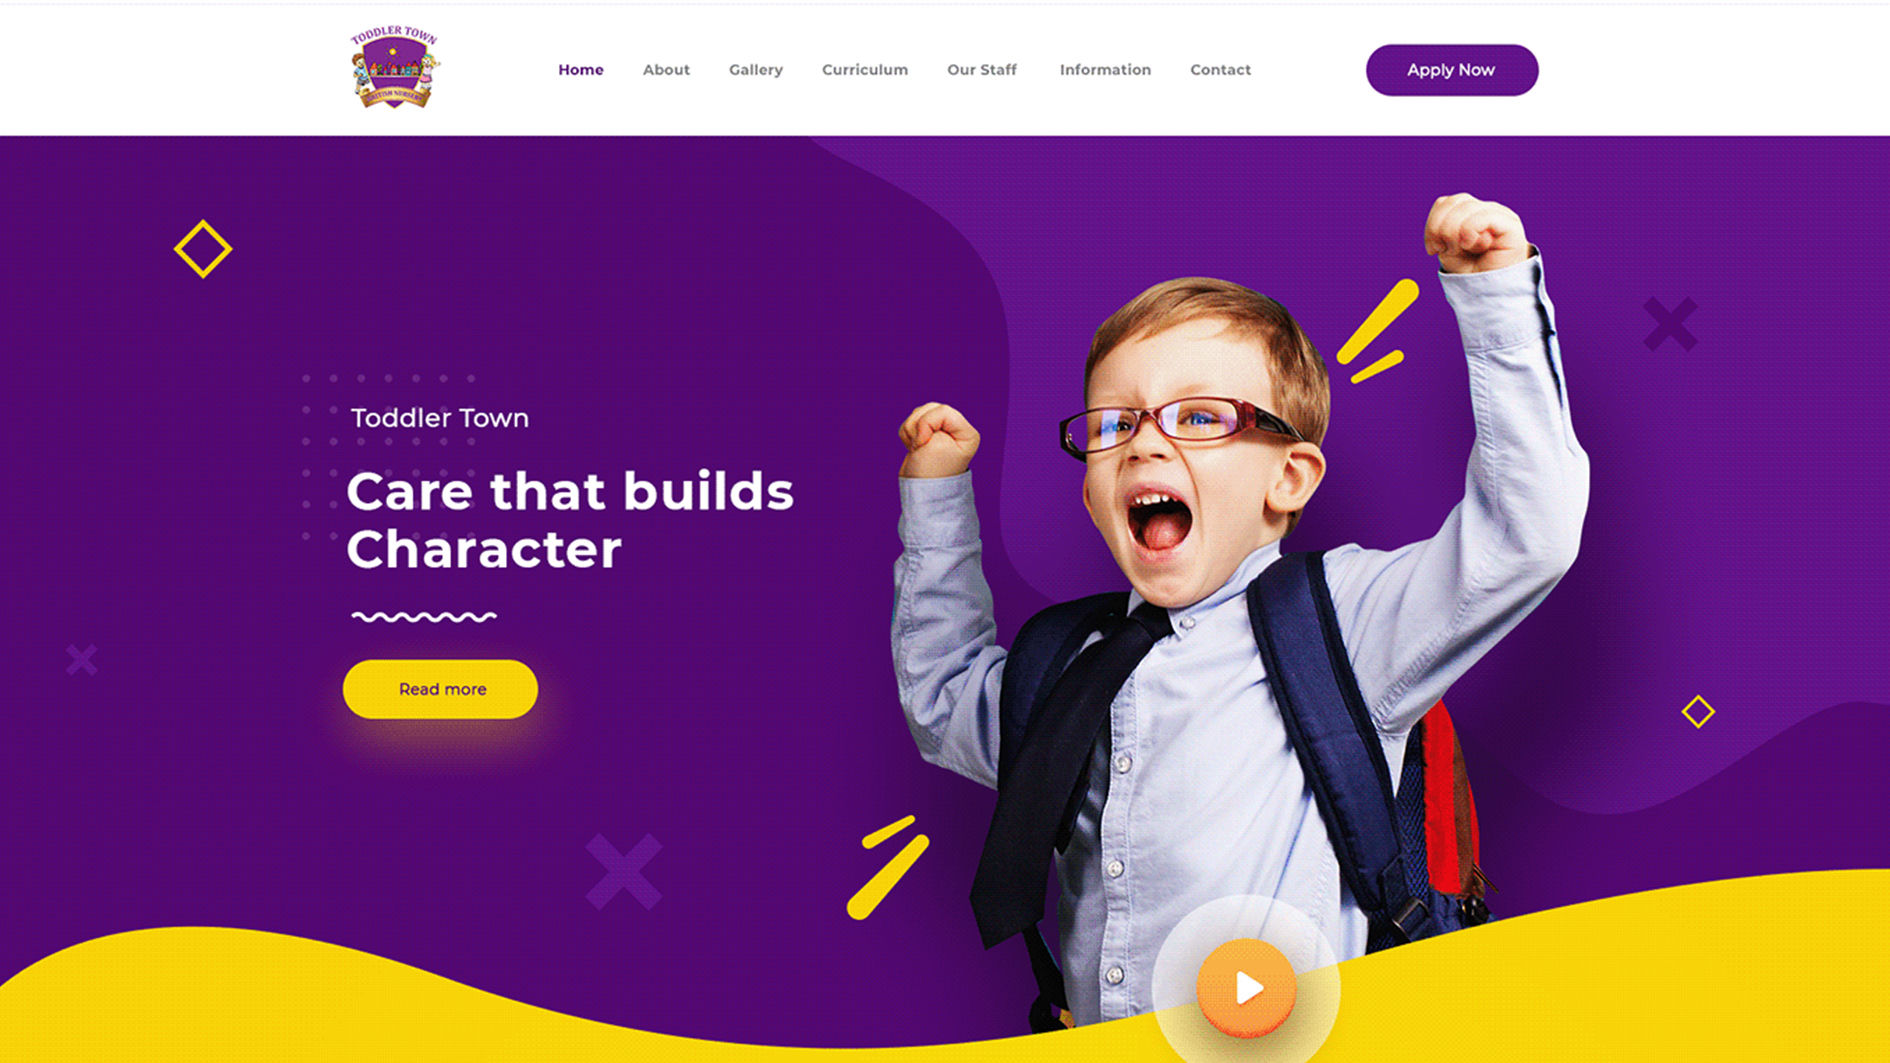 TODDLER TOWN
BRITISH NURSERY
Home
About
Gallery
Curriculum
Our Staff
Information
Contact
Apply Now
Toddler Town
Care that builds
Character
Read more